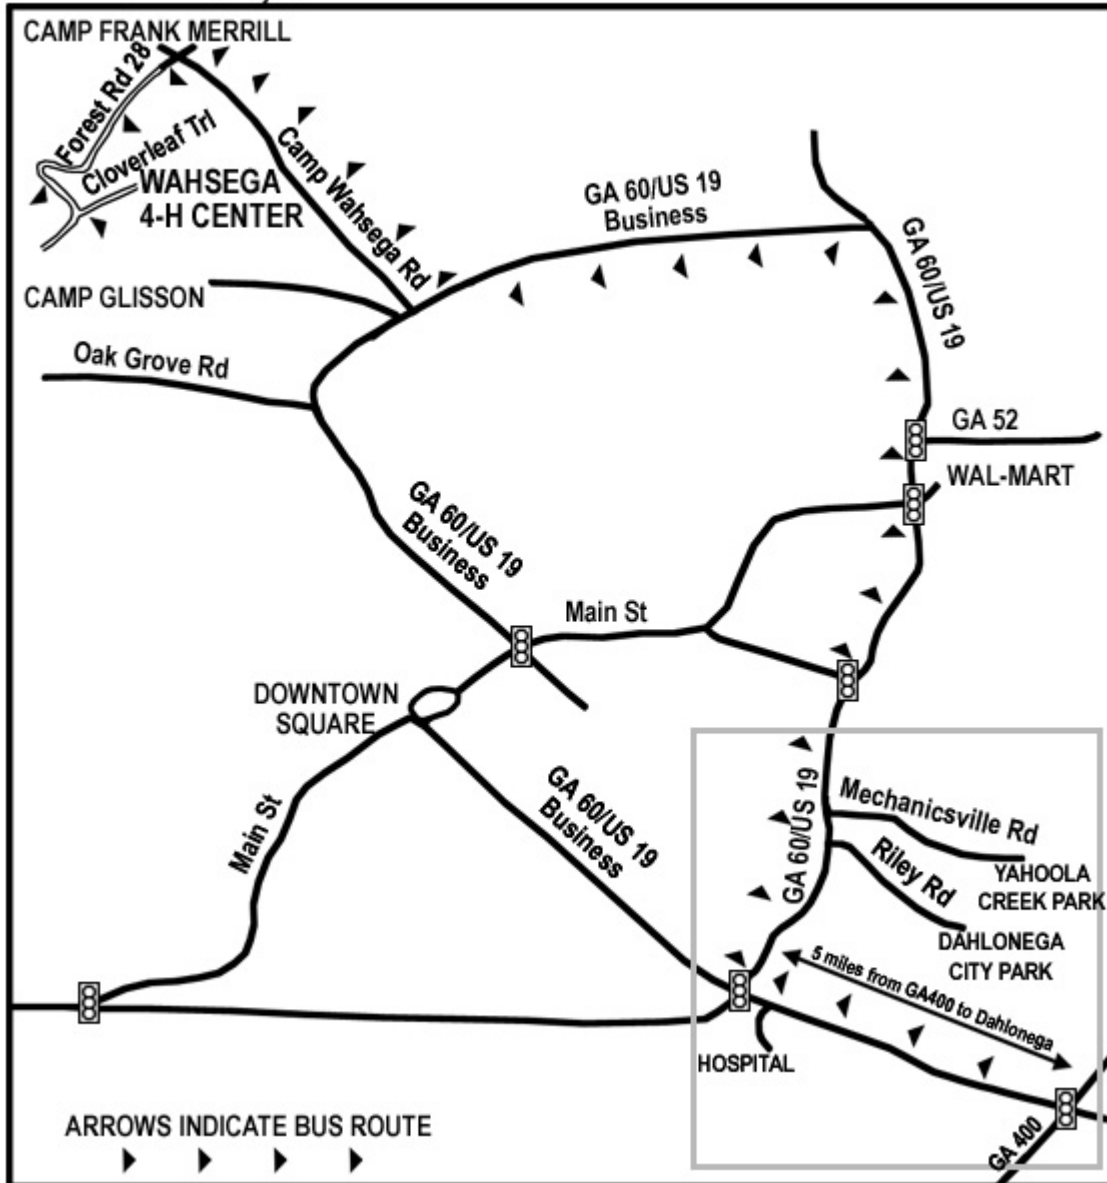 CAMP FRANK MERRILL
Forest Rd 28
Cloverleaf Trl
WAHSEGA
4-H CENTER
Camp Wahsega Rd
GA 60/US 19
Business
GA 60/US 19
CAMP GLISSON
Oak Grove Rd
GA 52
WAL-MART
GA 60/US 19
Business
Main St
DOWNTOWN
SQUARE
GA 60/US 19
Business
Main St
GA 60/US 19
Mechanicsville Rd
YAHOOLA
CREEK PARK
Riley Rd
DAHLONEGA
CITY PARK
5 miles from GA400 to Dahlonega
HOSPITAL
GA 400
ARROWS INDICATE BUS ROUTE